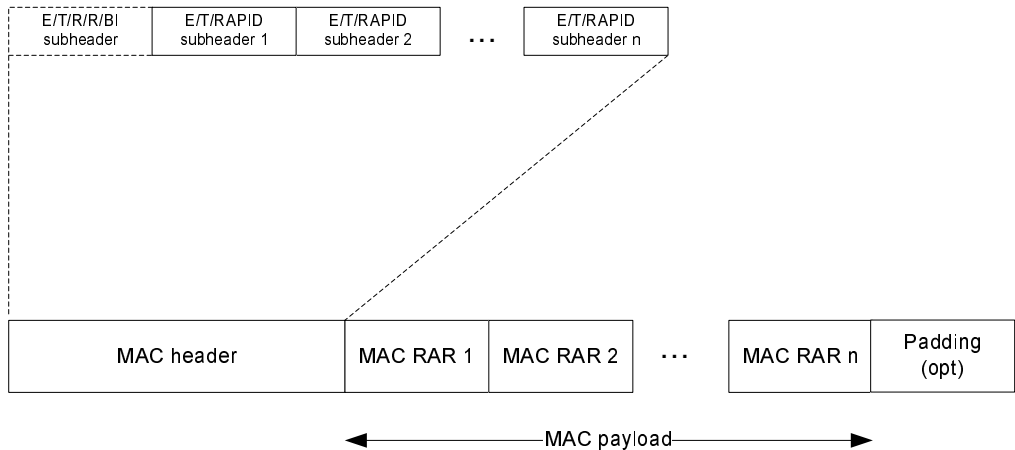 E/T/R/R/BI
subheader
E/T/RAPID
subheader 1
E/T/RAPID
subheader 2
...
E/T/RAPID
subheader n
MAC header
MAC RAR 1
MAC RAR 2
...
MAC RAR n
Padding
(opt)
MAC payload